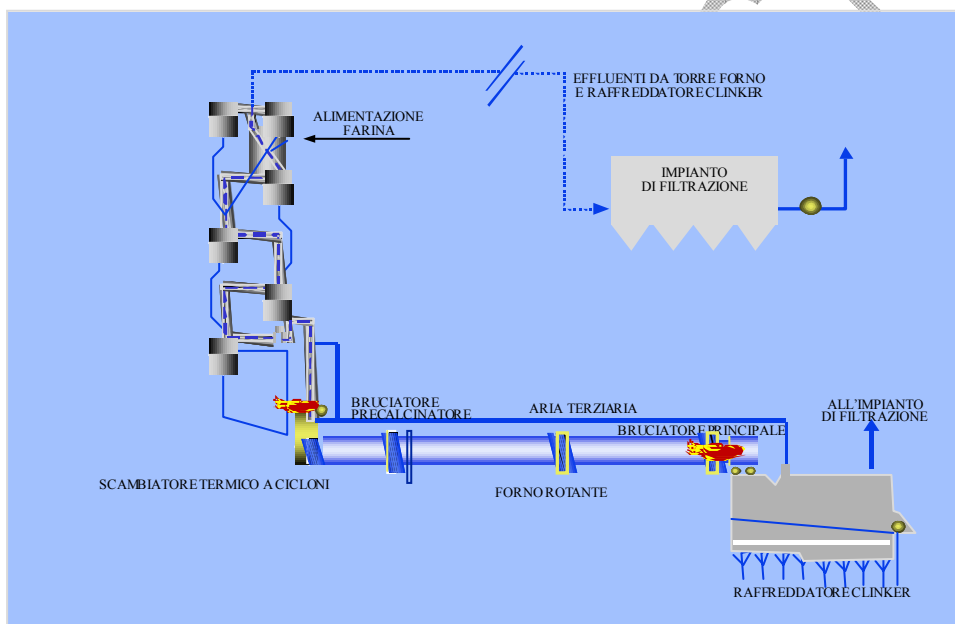 EFFLUENTI DA TORRE FORNO
E RAFFREDDATORE CLINKER
ALIMENTAZIONE
FARINA
IMPIANTO
DI FILTRAZIONE
BRUCIATORE
PRECALCINATORE
ARIA TERZIARIA
ALL'IMPIANTO
DI FILTRAZIONE
BRUCIATORE PRINCIPALE
SCAMBIATORE TERMICO A CICLONI
FORNO ROTANTE
RAFFREDDATORE CLINKER